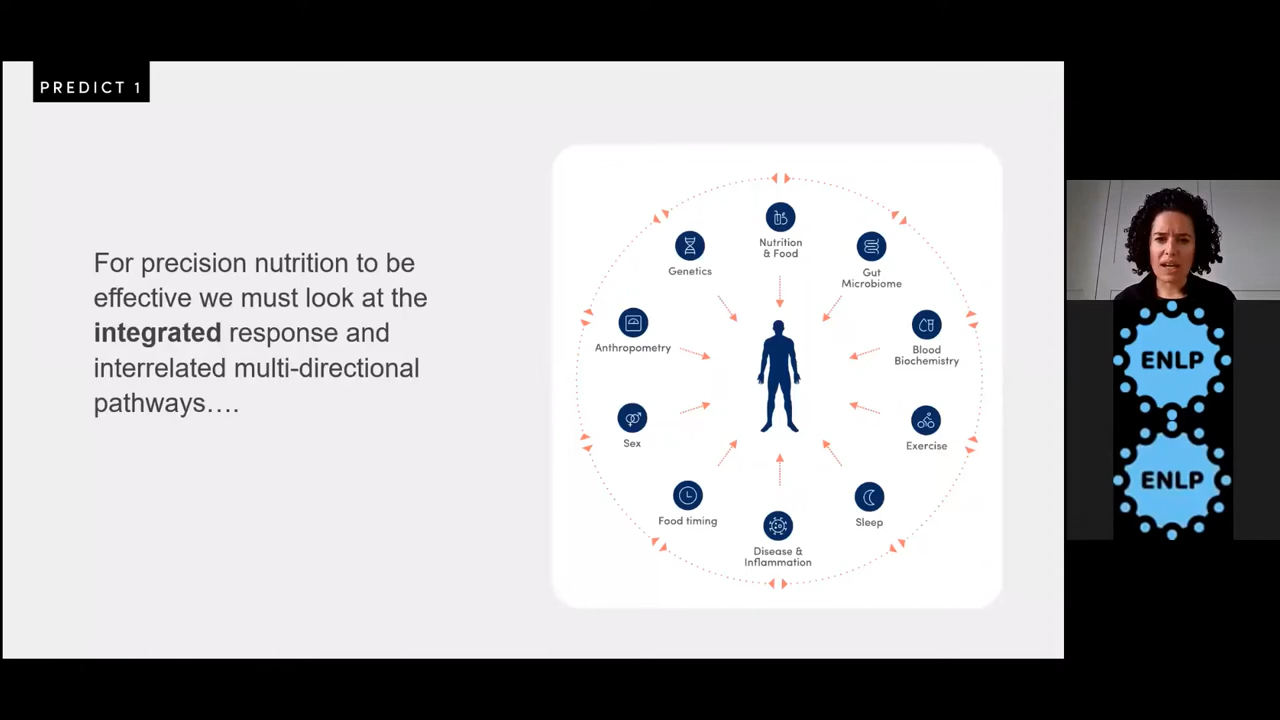 PREDICT 1
For precision nutrition to be
effective we must look at the
integrated response and
interrelated multi-directional
pathways….
Nutrition
& Food
Genetics
Gut
Microbiome
Anthropometry
Blood
Biochemistry
Sex
Exercise
Food timing
Sleep
Disease &
Inflammation
ENLP
ENLP